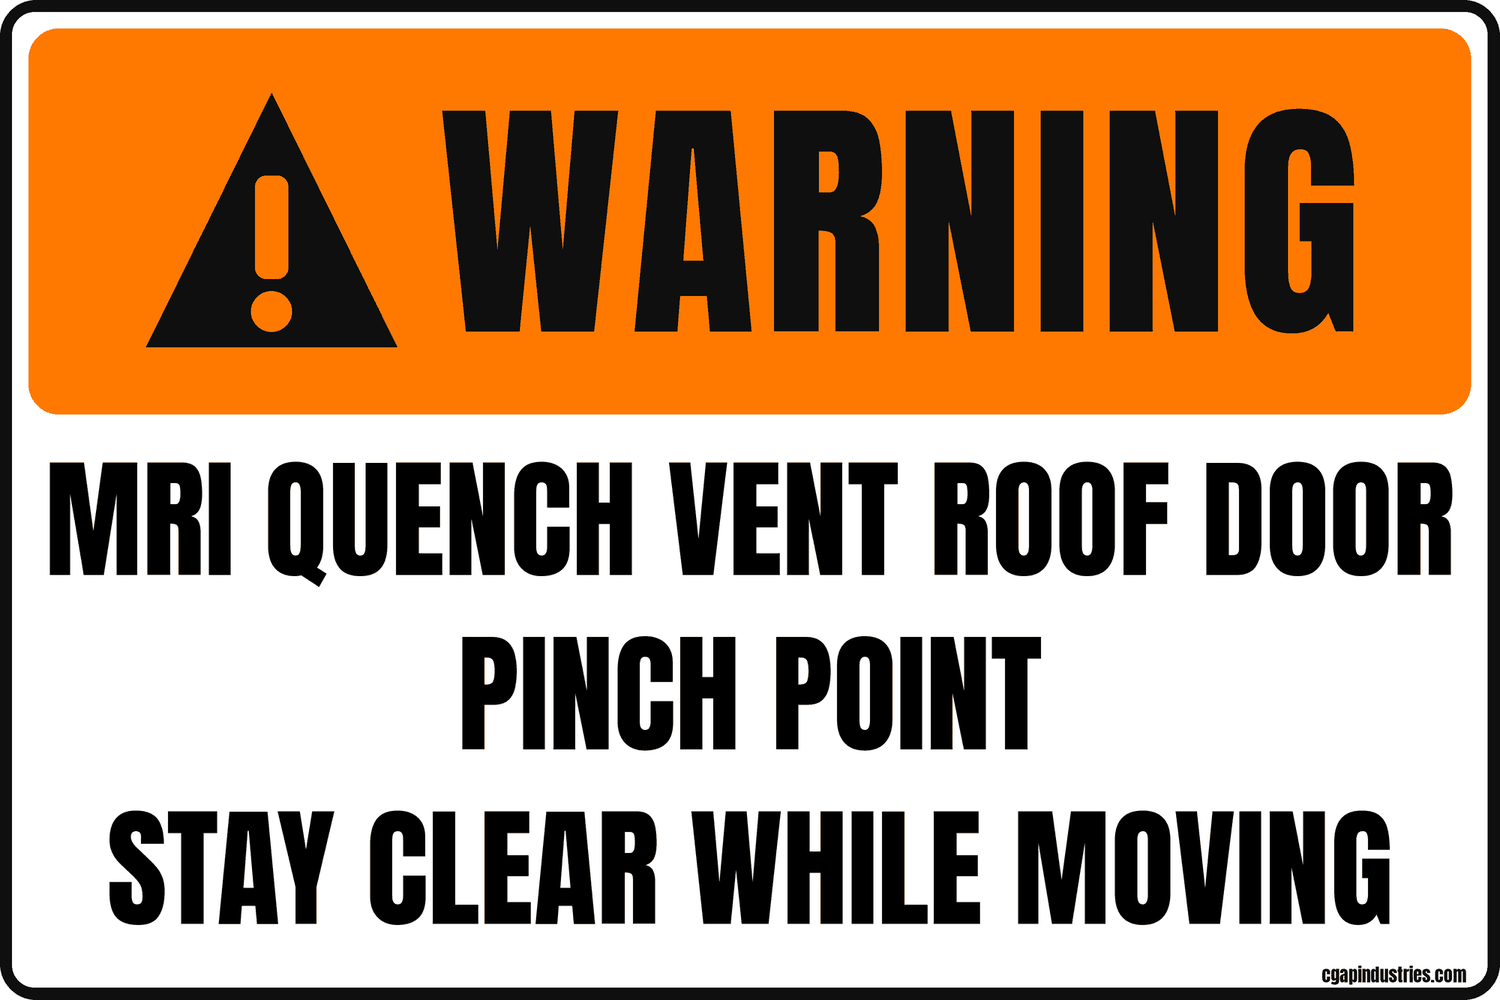 WARNING
MRI QUENCH VENT ROOF DOOR
PINCH POINT
STAY CLEAR WHILE MOVING
cgapindustries.com